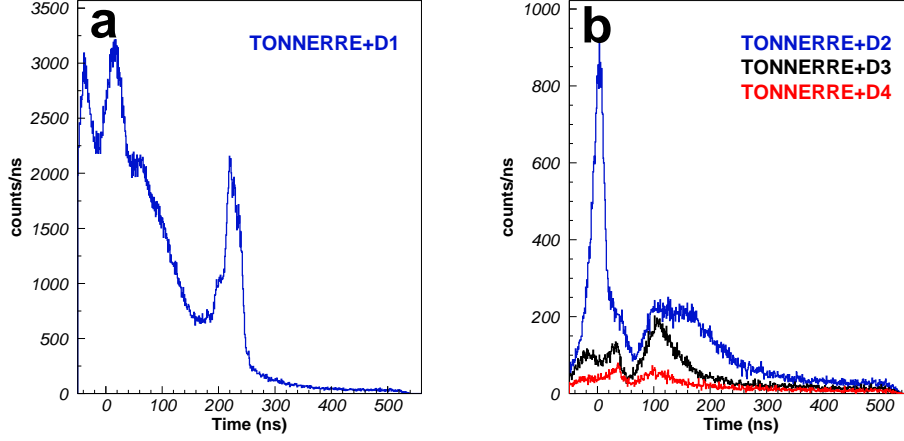 a
TONNERRE+D1
counts/ns
3500
3000
2500
2000
1500
1000
500
0
0 100 200 300 400 500
Time (ns)
b
TONNERRE+D2
TONNERRE+D3
TONNERRE+D4
counts/ns
1000
800
600
400
200
0
0 100 200 300 400 500
Time (ns)